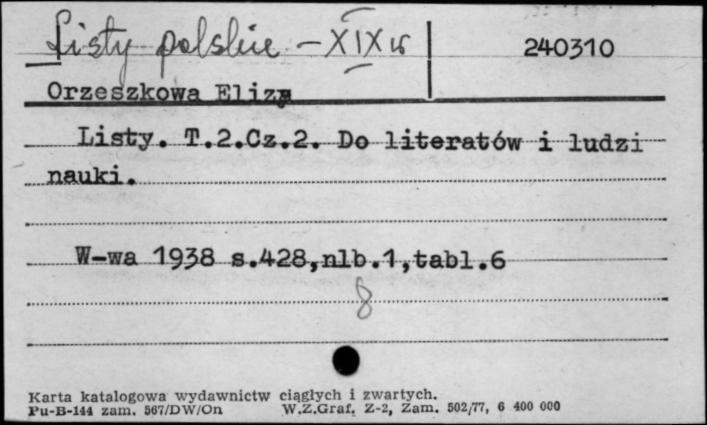 Listy polskie – XIX w
240310
Orzeszkowa Eliza
Listy. T.2.Cz.2. Do literatów i ludzi
nauki.
W-wa 1938 s.428,nlb.1,tabl.6
8
Karta katalogowa wydawnictw ciągłych i zwartych.
Pu-B-144 zam. 567/DW/On W.Z.Graf. Z-2, Zam. 502/77, 6 400 000